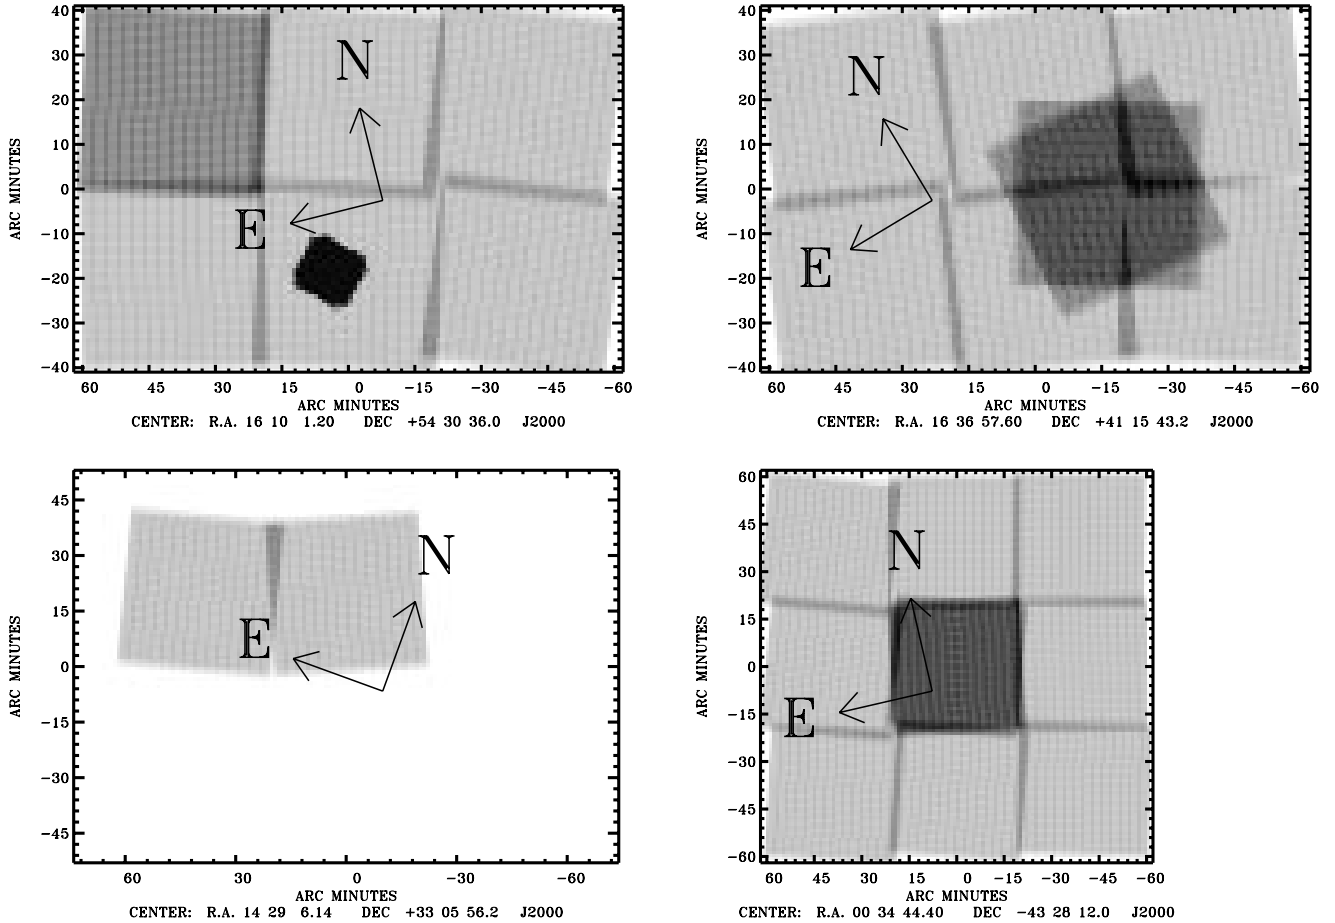 40
30
20
10
0
−10
−20
−30
−40
ARC MINUTES
N
E
60 45 30 15 0 −15 −30 −45 −60
ARC MINUTES
CENTER: R.A. 16 10 1.20 DEC +54 30 36.0 J2000
40
30
20
10
0
−10
−20
−30
−40
ARC MINUTES
N
E
60 45 30 15 0 −15 −30 −45 −60
ARC MINUTES
CENTER: R.A. 16 36 57.60 DEC +41 15 43.2 J2000
45
30
15
0
−15
−30
−45
ARC MINUTES
N
E
60 30 0 −30 −60
ARC MINUTES
CENTER: R.A. 14 29 6.14 DEC +33 05 56.2 J2000
60
45
30
15
0
−15
−30
−45
−60
ARC MINUTES
N
E
60 45 30 15 0 −15 −30 −45 −60
ARC MINUTES
CENTER: R.A. 00 34 44.40 DEC −43 28 12.0 J2000